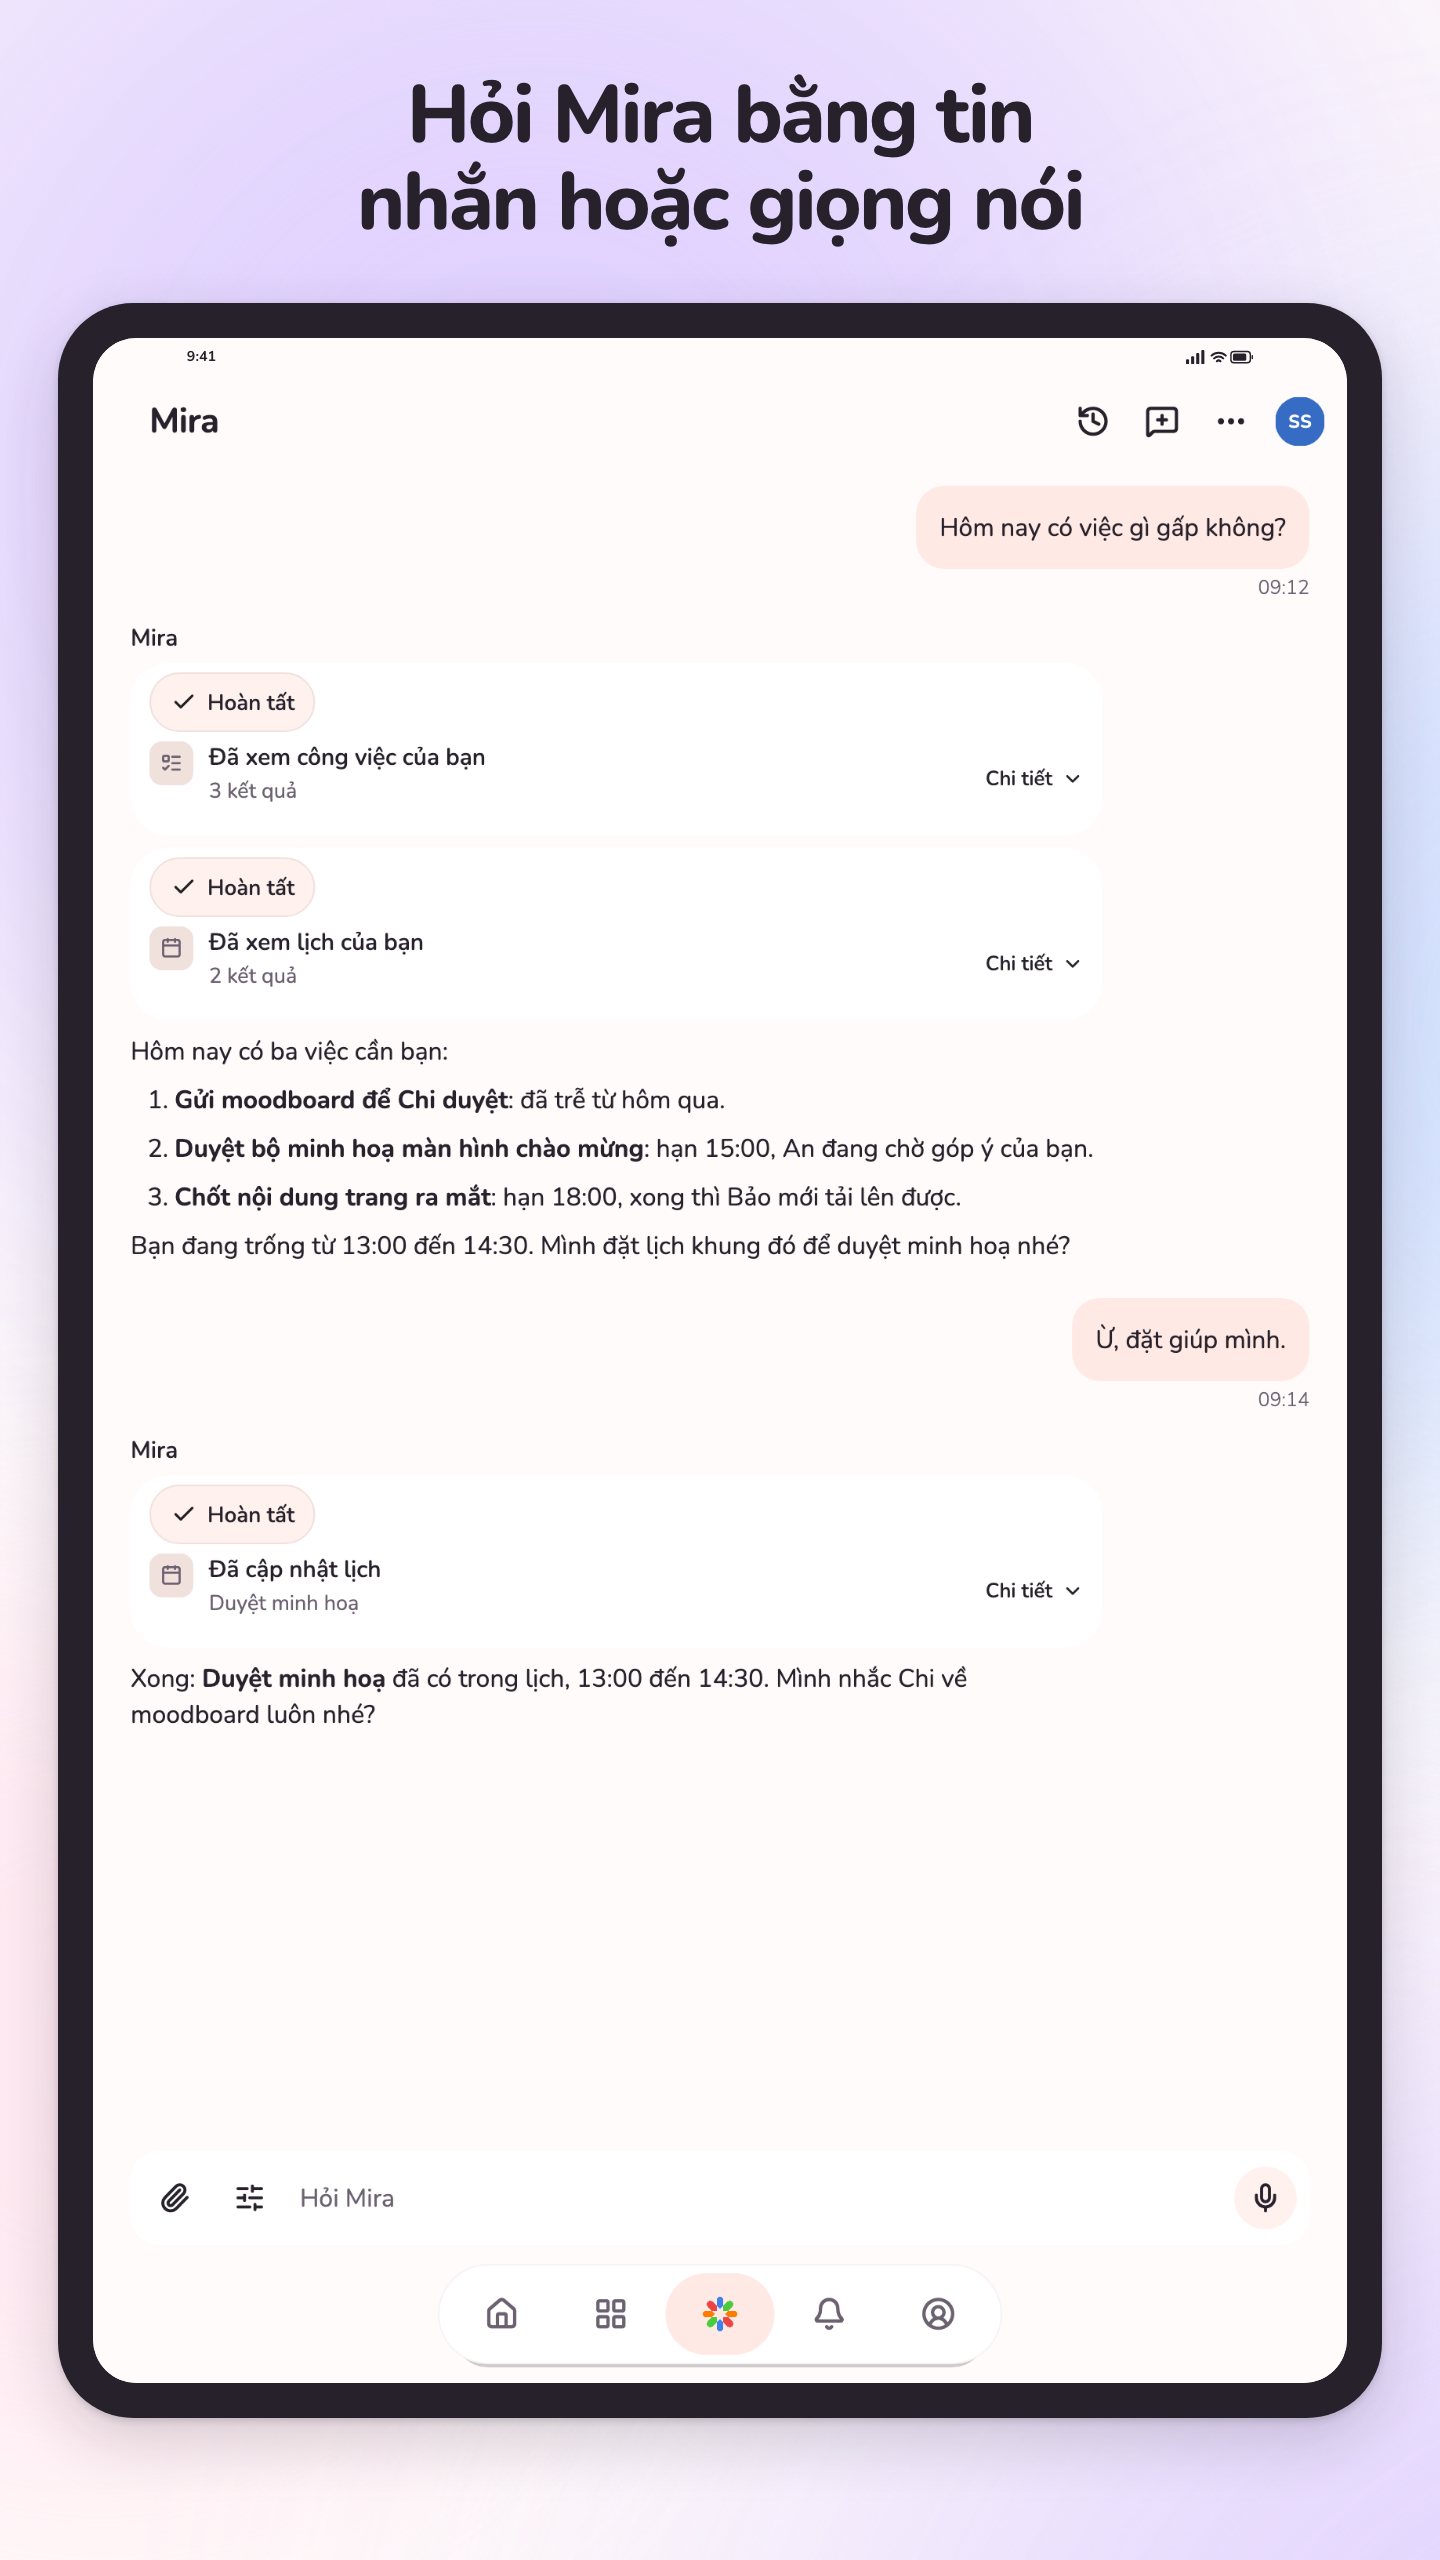 Hỏi Mira bằng tin
nhắn hoặc giọng nói
9:41
Mira
SS
Hôm nay có việc gì gấp không?
09:12
Mira
Hoàn tất
Đã xem công việc của bạn
3 kết quả
Chi tiết
Hoàn tất
Đã xem lịch của bạn
2 kết quả
Chi tiết
Hôm nay có ba việc cần bạn:
1. Gửi moodboard để Chi duyệt: đã trễ từ hôm qua.
2. Duyệt bộ minh hoạ màn hình chào mừng: hạn 15:00, An đang chờ góp ý của bạn.
3. Chốt nội dung trang ra mắt: hạn 18:00, xong thì Bảo mới tải lên được.
Bạn đang trống từ 13:00 đến 14:30. Mình đặt lịch khung đó để duyệt minh hoạ nhé?
Ừ, đặt giúp mình.
09:14
Mira
Hoàn tất
Đã cập nhật lịch
Duyệt minh hoạ
Chi tiết
Xong: Duyệt minh hoạ đã có trong lịch, 13:00 đến 14:30. Mình nhắc Chi về
moodboard luôn nhé?
Hỏi Mira